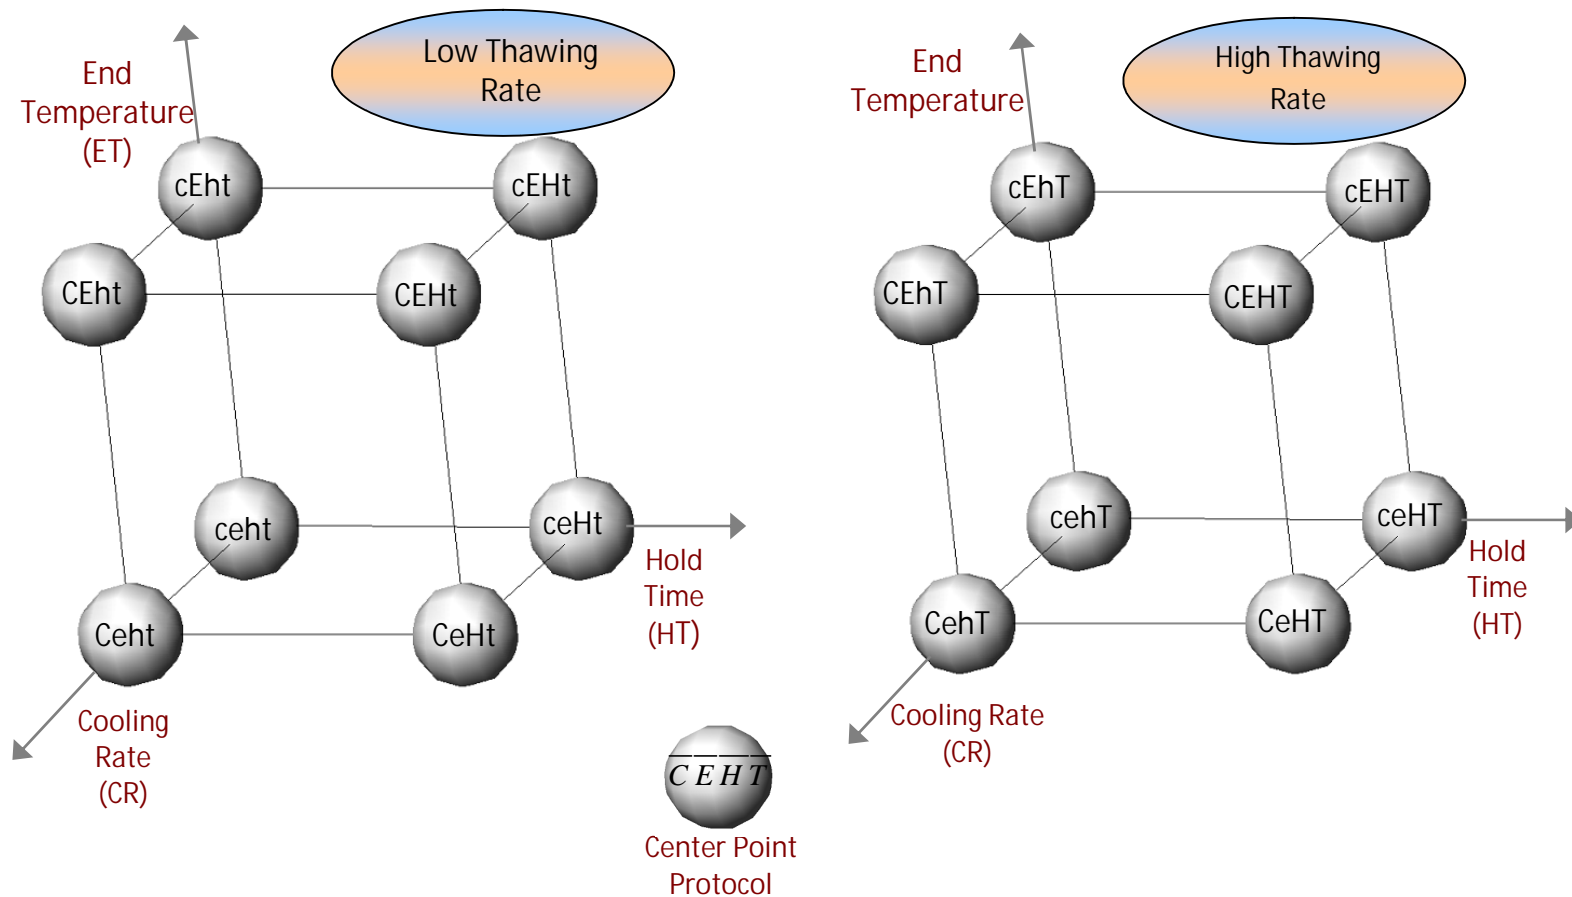 Low Thawing
Rate
End
Temperature
(ET)
cEht
cEHt
CEht
CEHt
ceht
ceHt
Hold
Time
(HT)
Ceht
CeHt
Cooling
Rate
(CR)
High Thawing
Rate
End
Temperature
cEhT
cEHT
CEhT
CEHT
cehT
ceHT
Hold
Time
(HT)
CehT
CeHT
Cooling Rate
(CR)
C̅ E̅ H̅ T̅
Center Point
Protocol